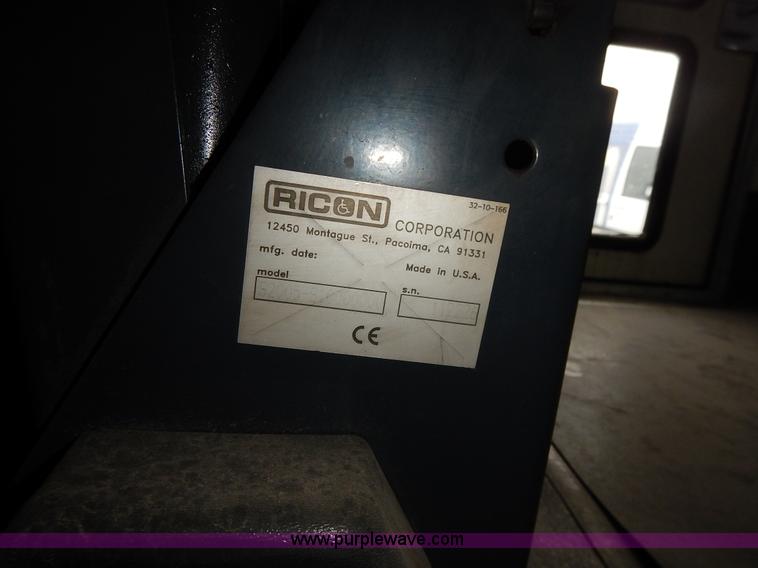 RICON CORPORATION
32-10-166
12450 Montague St., Pacoima, CA 91331
mfg. date:
Made in U.S.A.
model
s.n.
CE
www.purplewave.com